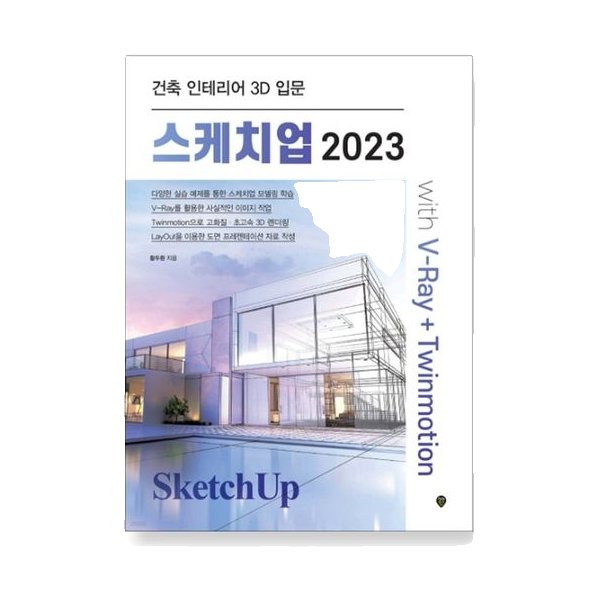 건축 인테리어 3D 입문
스케치업 2023
with V-Ray + Twinmotion
다양한 실습 예제를 통한 스케치업 모델링 학습
V-Ray를 활용한 사실적인 이미지 작업
Twinmotion으로 고화질·초고속 3D 렌더링
LayOut을 이용한 도면 프레젠테이션 자료 작성
황두환 지음
SketchUp